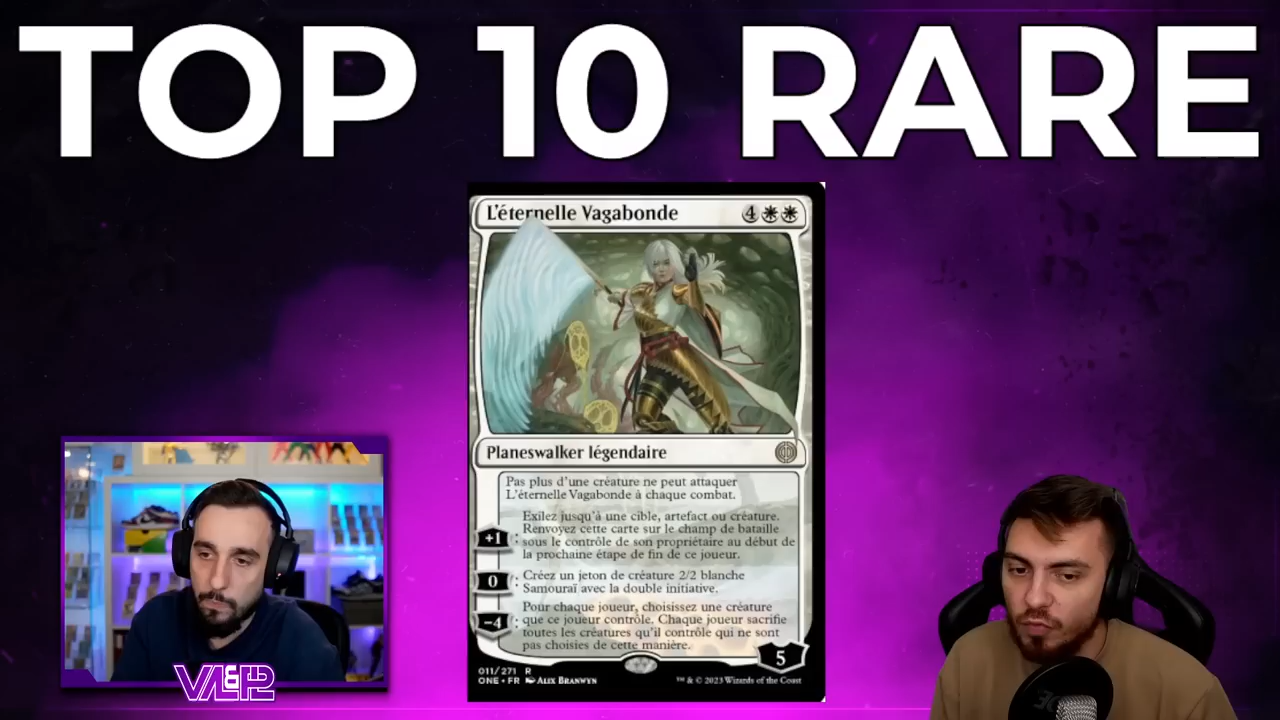 TOP 10 RARE
L'éternelle Vagabonde 4
Planeswalker légendaire
Pas plus d'une créature ne peut attaquer
L'éternelle Vagabonde à chaque combat.
+1 : Exilez jusqu'à une cible, artefact ou créature.
Renvoyez cette carte sur le champ de bataille
sous le contrôle de son propriétaire au début de
la prochaine étape de fin de ce joueur.
0 : Créez un jeton de créature 2/2 blanche
Samouraï avec la double initiative.
-4 : Pour chaque joueur, choisissez une créature
que ce joueur contrôle. Chaque joueur sacrifie
toutes les créatures qu'il contrôle qui ne sont
pas choisies de cette manière.
5
011/271 R
ONE • FR ALIX BRANWYN
™ & © 2023 Wizards of the Coast